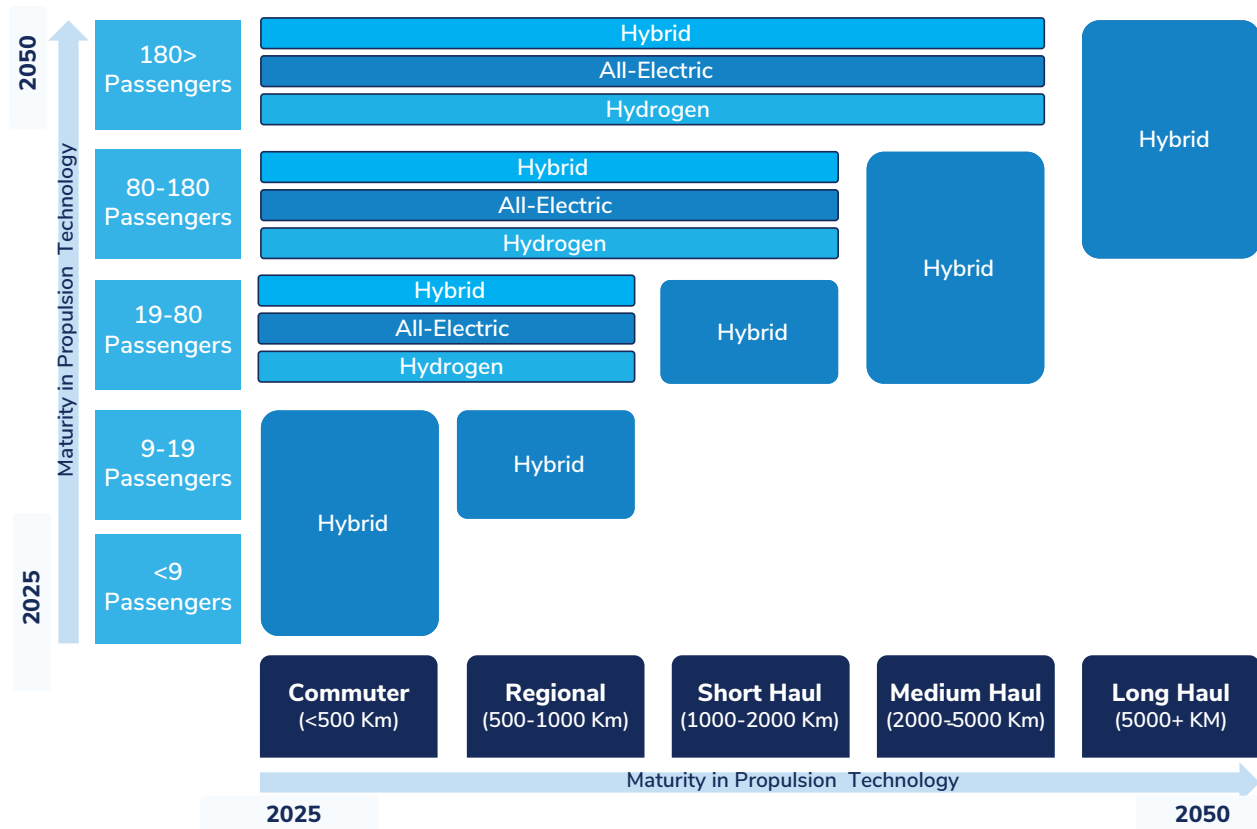 2050
Maturity in Propulsion Technology
2025
180>
Passengers
80-180
Passengers
19-80
Passengers
9-19
Passengers
<9
Passengers
Hybrid
All-Electric
Hydrogen
Hybrid
Hybrid
All-Electric
Hydrogen
Hybrid
Hybrid
All-Electric
Hydrogen
Hybrid
Hybrid
Hybrid
Commuter
(<500 Km)
Regional
(500-1000 Km)
Short Haul
(1000-2000 Km)
Medium Haul
(2000-5000 Km)
Long Haul
(5000+ KM)
Maturity in Propulsion Technology
2025
2050